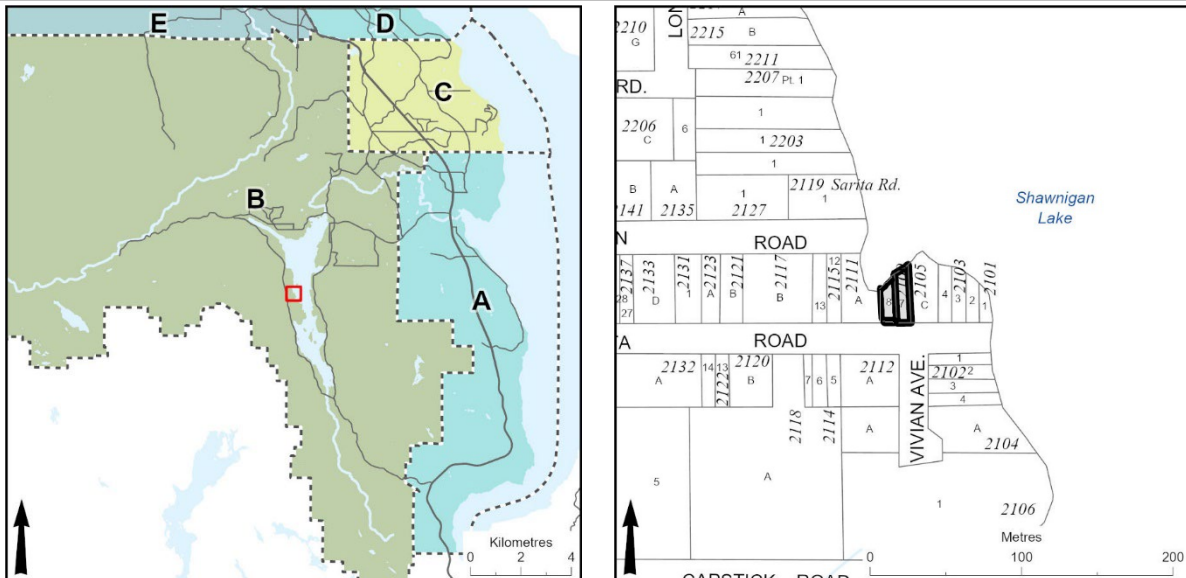 E
D
C
B
A
Kilometres
0 2 4
2210
G
LON
2215
A
B
61 2211
2207 Pt. 1
RD.
2206
C
6
1 2203
1
B
A
2141
2135
1
2127
2119 Sarita Rd.
1
Shawnigan
Lake
N
ROAD
28
27
2137
2133
D
2131
1
2123
A
2121
B
2117
B
12
13
2115
2111
A
8
7
2105
C
4
2103
3
2
2101
1
TA
ROAD
2132
A
14
13
2122
2120
B
7
6
5
2118
2114
2112
A
VIVIAN AVE.
1
2102
2
3
4
A
A
2104
5
A
1
2106
Metres
0 100 200
CAPSTICK ROAD